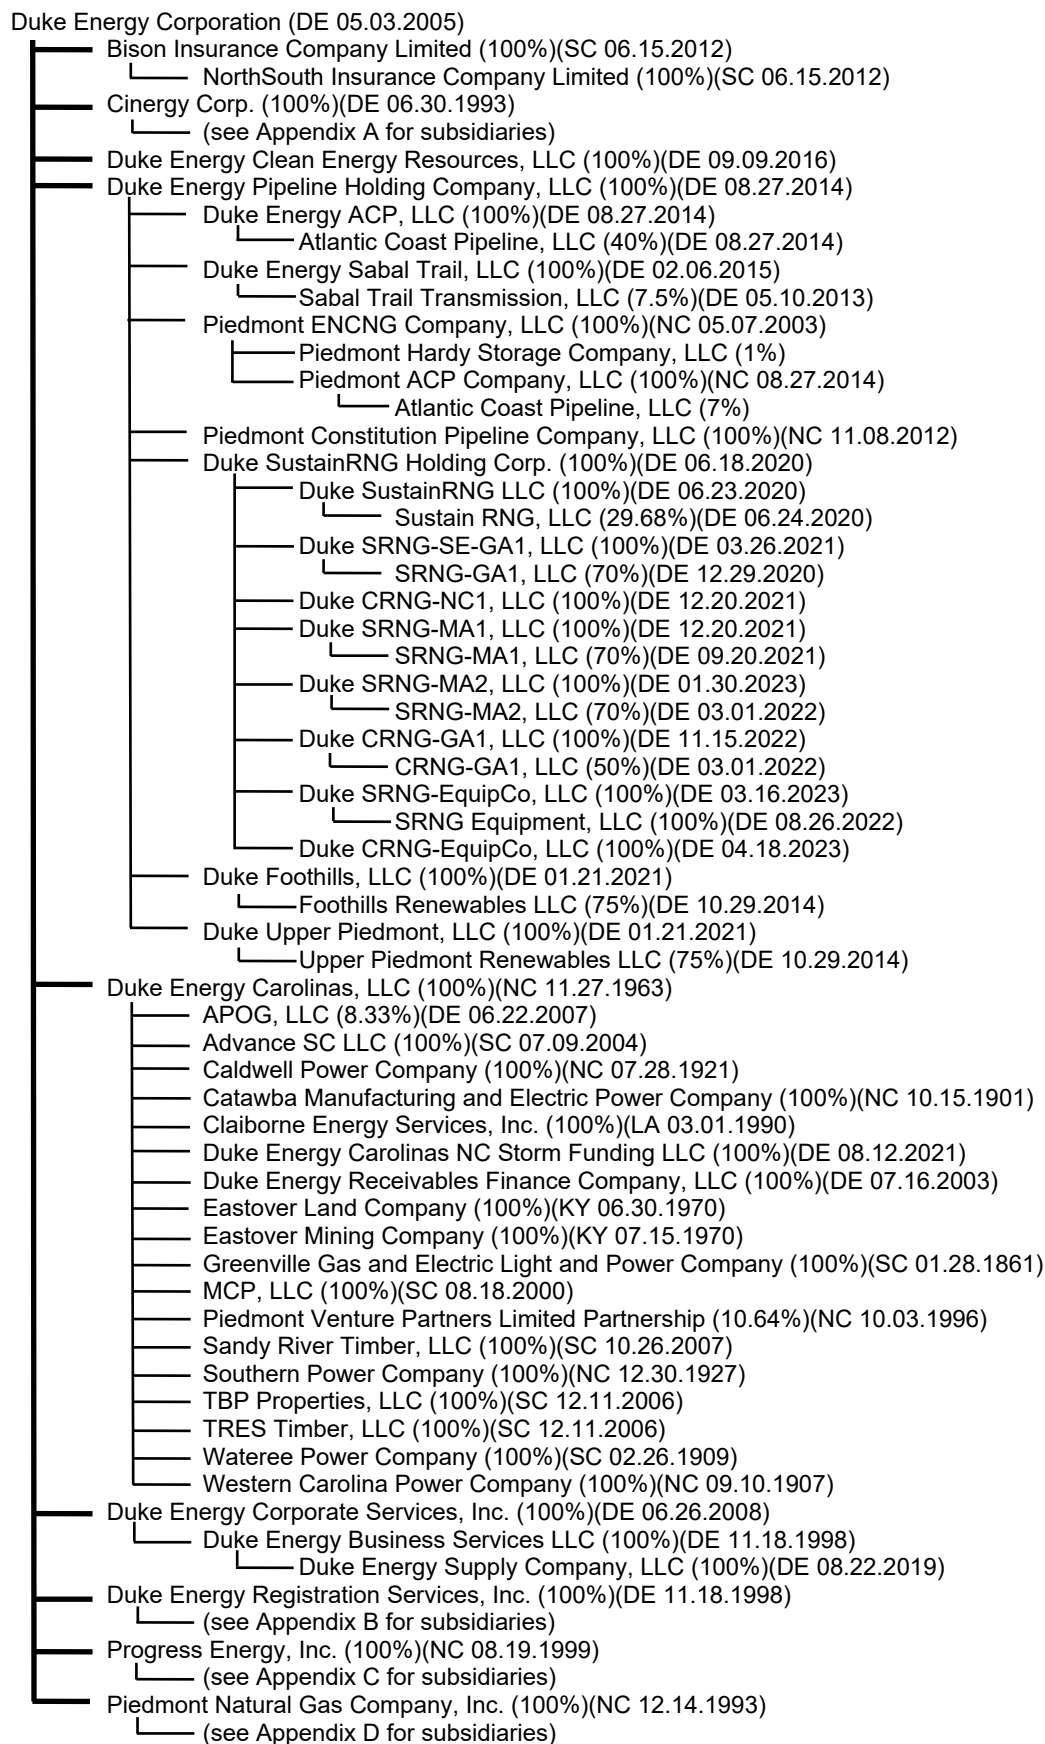 Duke Energy Corporation (DE 05.03.2005)
Bison Insurance Company Limited (100%)(SC 06.15.2012)
NorthSouth Insurance Company Limited (100%)(SC 06.15.2012)
Cinergy Corp. (100%)(DE 06.30.1993)
(see Appendix A for subsidiaries)
Duke Energy Clean Energy Resources, LLC (100%)(DE 09.09.2016)
Duke Energy Pipeline Holding Company, LLC (100%)(DE 08.27.2014)
Duke Energy ACP, LLC (100%)(DE 08.27.2014)
Atlantic Coast Pipeline, LLC (40%)(DE 08.27.2014)
Duke Energy Sabal Trail, LLC (100%)(DE 02.06.2015)
Sabal Trail Transmission, LLC (7.5%)(DE 05.10.2013)
Piedmont ENCNG Company, LLC (100%)(NC 05.07.2003)
Piedmont Hardy Storage Company, LLC (1%)
Piedmont ACP Company, LLC (100%)(NC 08.27.2014)
Atlantic Coast Pipeline, LLC (7%)
Piedmont Constitution Pipeline Company, LLC (100%)(NC 11.08.2012)
Duke SustainRNG Holding Corp. (100%)(DE 06.18.2020)
Duke SustainRNG LLC (100%)(DE 06.23.2020)
Sustain RNG, LLC (29.68%)(DE 06.24.2020)
Duke SRNG-SE-GA1, LLC (100%)(DE 03.26.2021)
SRNG-GA1, LLC (70%)(DE 12.29.2020)
Duke CRNG-NC1, LLC (100%)(DE 12.20.2021)
Duke SRNG-MA1, LLC (100%)(DE 12.20.2021)
SRNG-MA1, LLC (70%)(DE 09.20.2021)
Duke SRNG-MA2, LLC (100%)(DE 01.30.2023)
SRNG-MA2, LLC (70%)(DE 03.01.2022)
Duke CRNG-GA1, LLC (100%)(DE 11.15.2022)
CRNG-GA1, LLC (50%)(DE 03.01.2022)
Duke SRNG-EquipCo, LLC (100%)(DE 03.16.2023)
SRNG Equipment, LLC (100%)(DE 08.26.2022)
Duke CRNG-EquipCo, LLC (100%)(DE 04.18.2023)
Duke Foothills, LLC (100%)(DE 01.21.2021)
Foothills Renewables LLC (75%)(DE 10.29.2014)
Duke Upper Piedmont, LLC (100%)(DE 01.21.2021)
Upper Piedmont Renewables LLC (75%)(DE 10.29.2014)
Duke Energy Carolinas, LLC (100%)(NC 11.27.1963)
APOG, LLC (8.33%)(DE 06.22.2007)
Advance SC LLC (100%)(SC 07.09.2004)
Caldwell Power Company (100%)(NC 07.28.1921)
Catawba Manufacturing and Electric Power Company (100%)(NC 10.15.1901)
Claiborne Energy Services, Inc. (100%)(LA 03.01.1990)
Duke Energy Carolinas NC Storm Funding LLC (100%)(DE 08.12.2021)
Duke Energy Receivables Finance Company, LLC (100%)(DE 07.16.2003)
Eastover Land Company (100%)(KY 06.30.1970)
Eastover Mining Company (100%)(KY 07.15.1970)
Greenville Gas and Electric Light and Power Company (100%)(SC 01.28.1861)
MCP, LLC (100%)(SC 08.18.2000)
Piedmont Venture Partners Limited Partnership (10.64%)(NC 10.03.1996)
Sandy River Timber, LLC (100%)(SC 10.26.2007)
Southern Power Company (100%)(NC 12.30.1927)
TBP Properties, LLC (100%)(SC 12.11.2006)
TRES Timber, LLC (100%)(SC 12.11.2006)
Wateree Power Company (100%)(SC 02.26.1909)
Western Carolina Power Company (100%)(NC 09.10.1907)
Duke Energy Corporate Services, Inc. (100%)(DE 06.26.2008)
Duke Energy Business Services LLC (100%)(DE 11.18.1998)
Duke Energy Supply Company, LLC (100%)(DE 08.22.2019)
Duke Energy Registration Services, Inc. (100%)(DE 11.18.1998)
(see Appendix B for subsidiaries)
Progress Energy, Inc. (100%)(NC 08.19.1999)
(see Appendix C for subsidiaries)
Piedmont Natural Gas Company, Inc. (100%)(NC 12.14.1993)
(see Appendix D for subsidiaries)